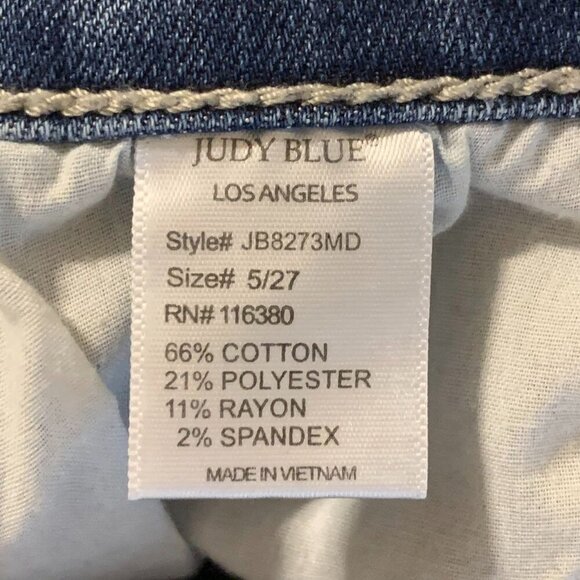 JUDY BLUE®
LOS ANGELES
Style# JB8273MD
Size# 5/27
RN# 116380
66% COTTON
21% POLYESTER
11% RAYON
2% SPANDEX
MADE IN VIETNAM